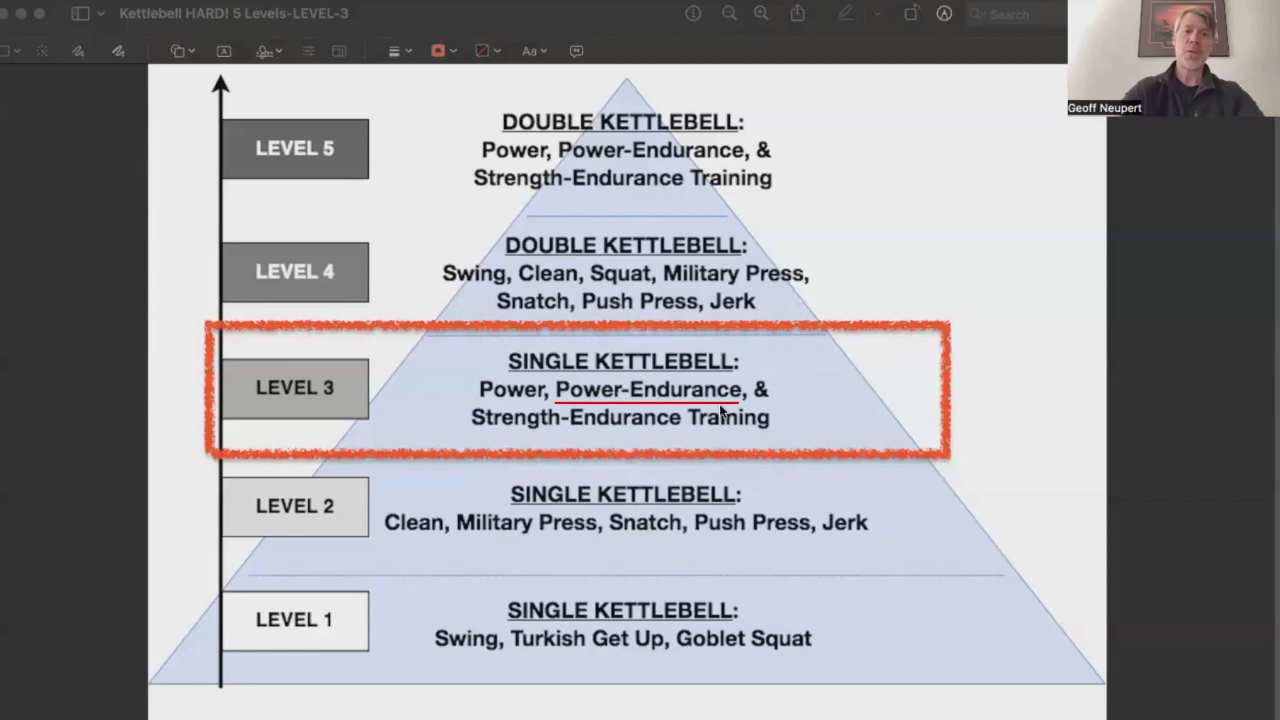 Kettlebell HARD! 5 Levels-LEVEL-3
Search
Aa
A
Geoff Neupert
LEVEL 5
DOUBLE KETTLEBELL:
Power, Power-Endurance, &
Strength-Endurance Training
LEVEL 4
DOUBLE KETTLEBELL:
Swing, Clean, Squat, Military Press,
Snatch, Push Press, Jerk
LEVEL 3
SINGLE KETTLEBELL:
Power, Power-Endurance, &
Strength-Endurance Training
LEVEL 2
SINGLE KETTLEBELL:
Clean, Military Press, Snatch, Push Press, Jerk
LEVEL 1
SINGLE KETTLEBELL:
Swing, Turkish Get Up, Goblet Squat